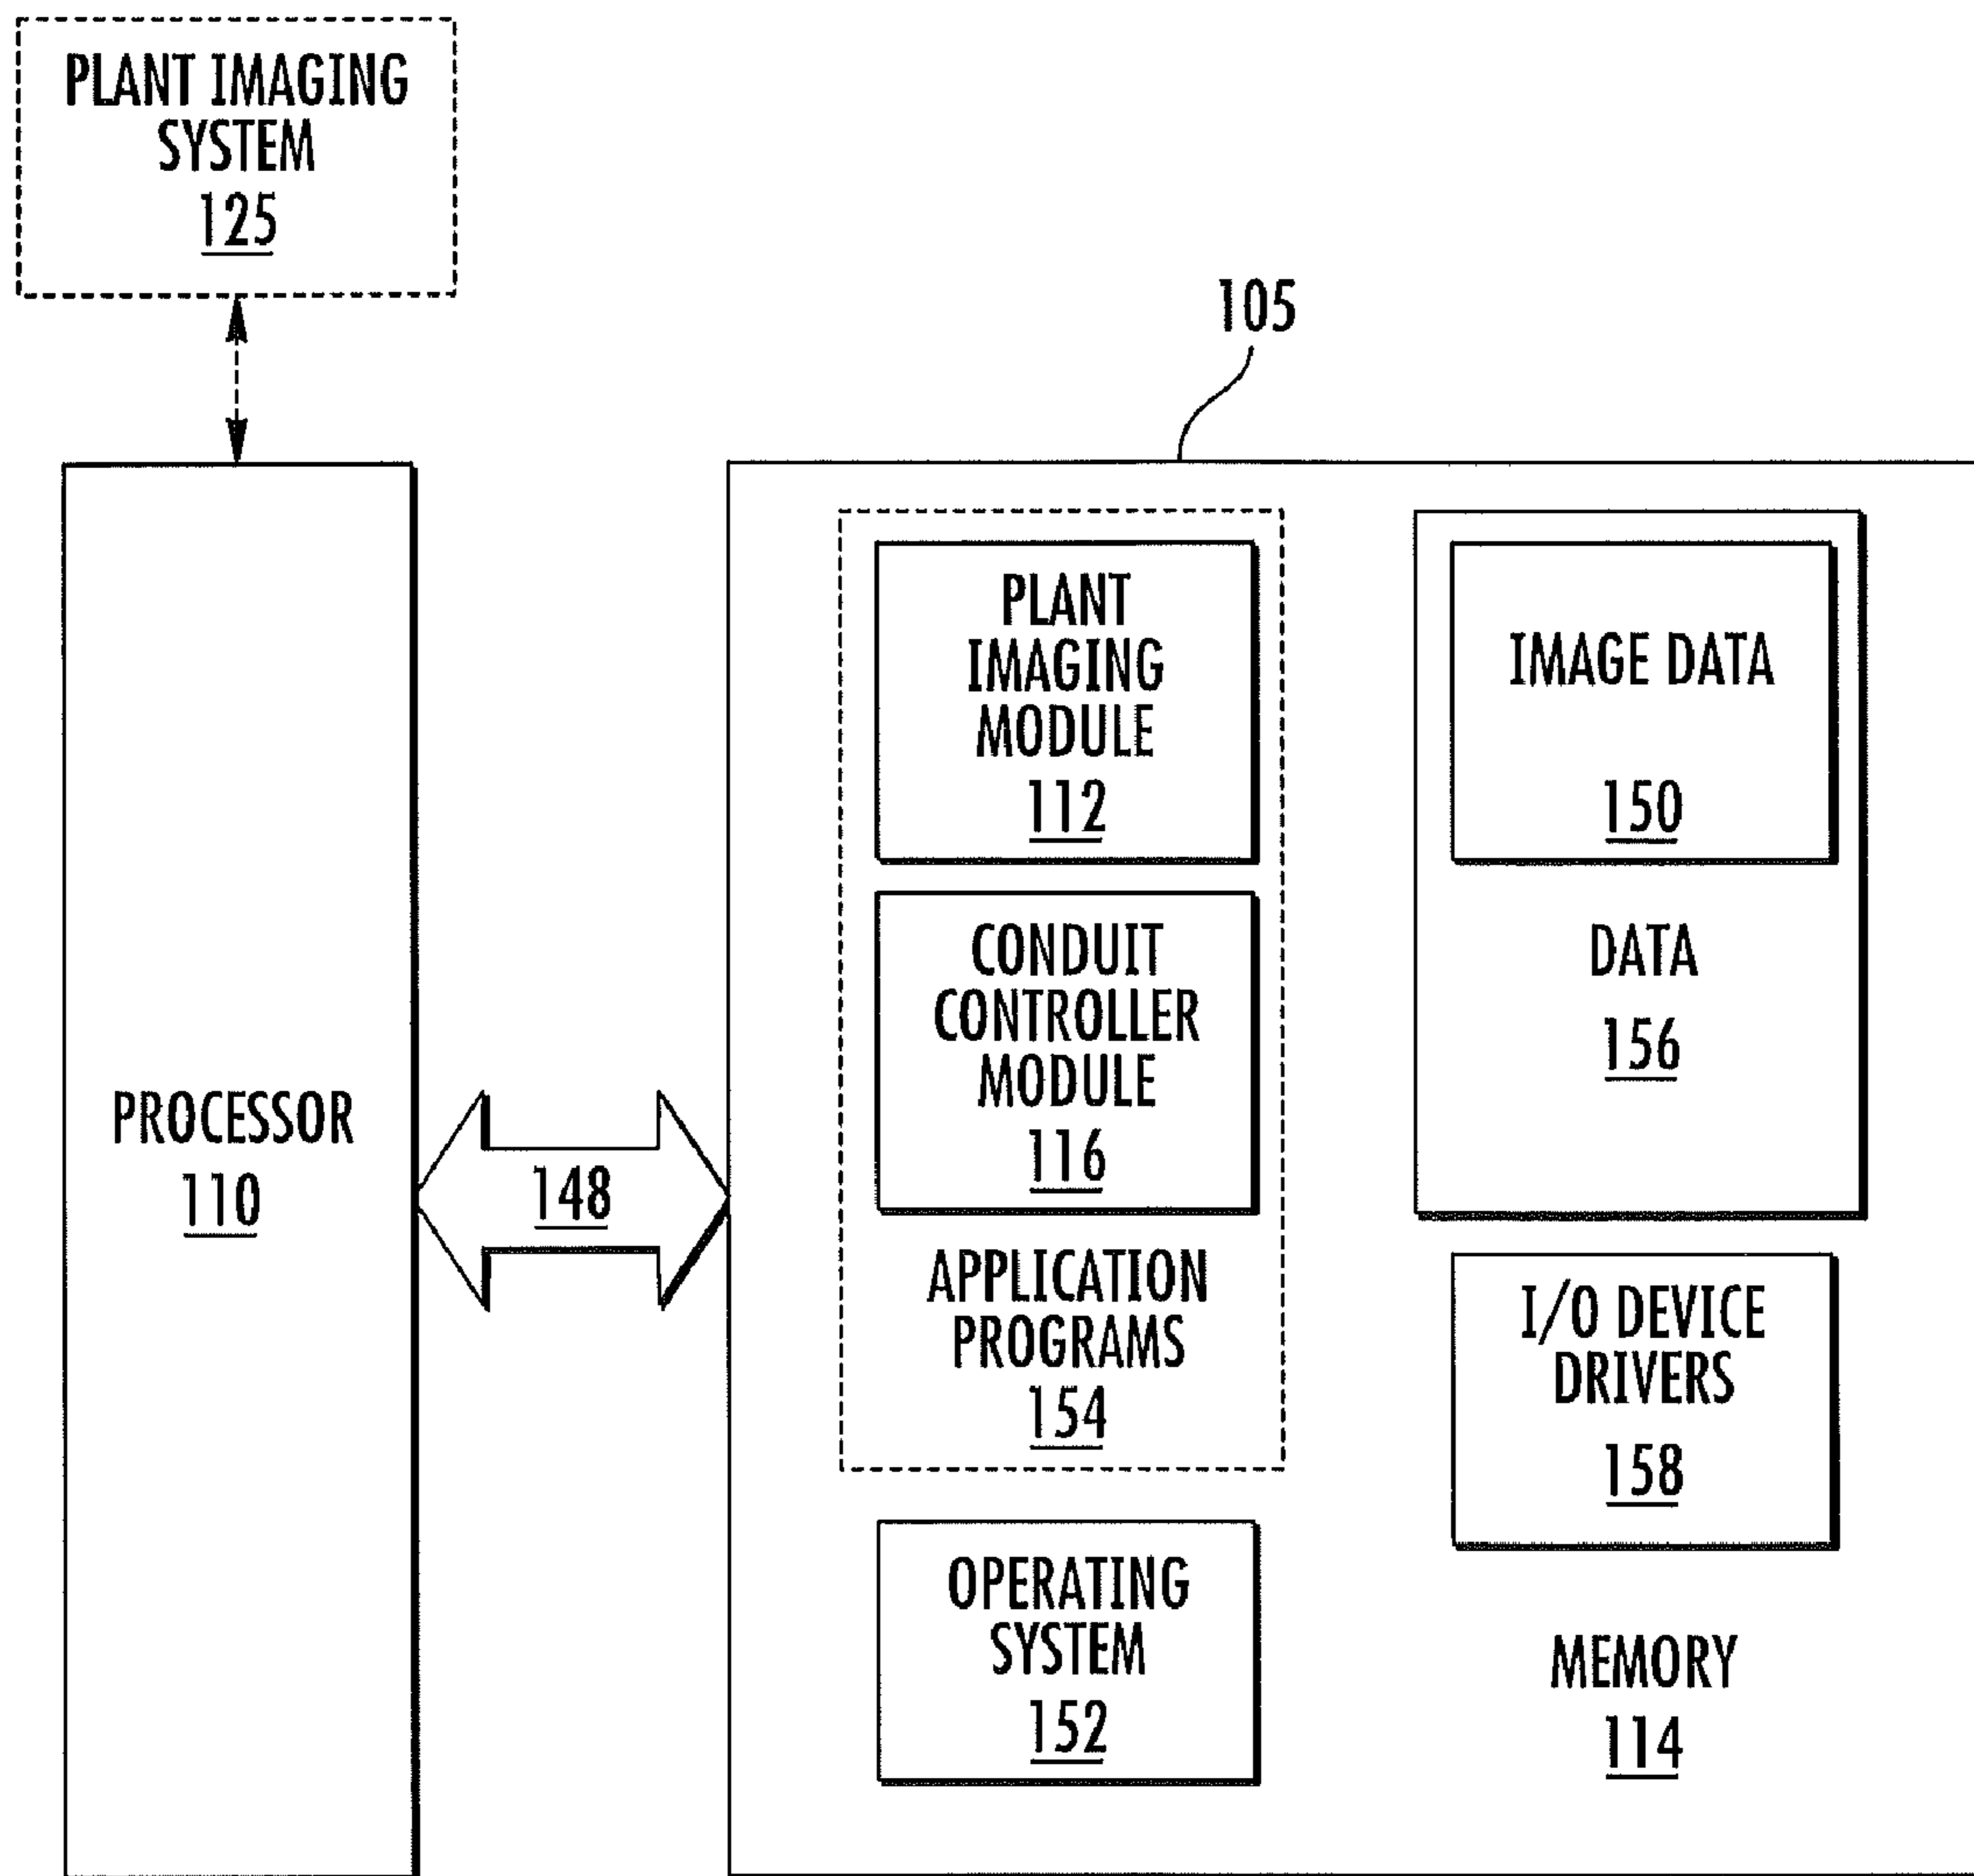 PLANT IMAGING
SYSTEM
125
105
PLANT
IMAGING
MODULE
112
IMAGE DATA
150
CONDUIT
CONTROLLER
MODULE
116
DATA
156
PROCESSOR
110
148
APPLICATION
PROGRAMS
154
I/O DEVICE
DRIVERS
158
OPERATING
SYSTEM
152
MEMORY
114